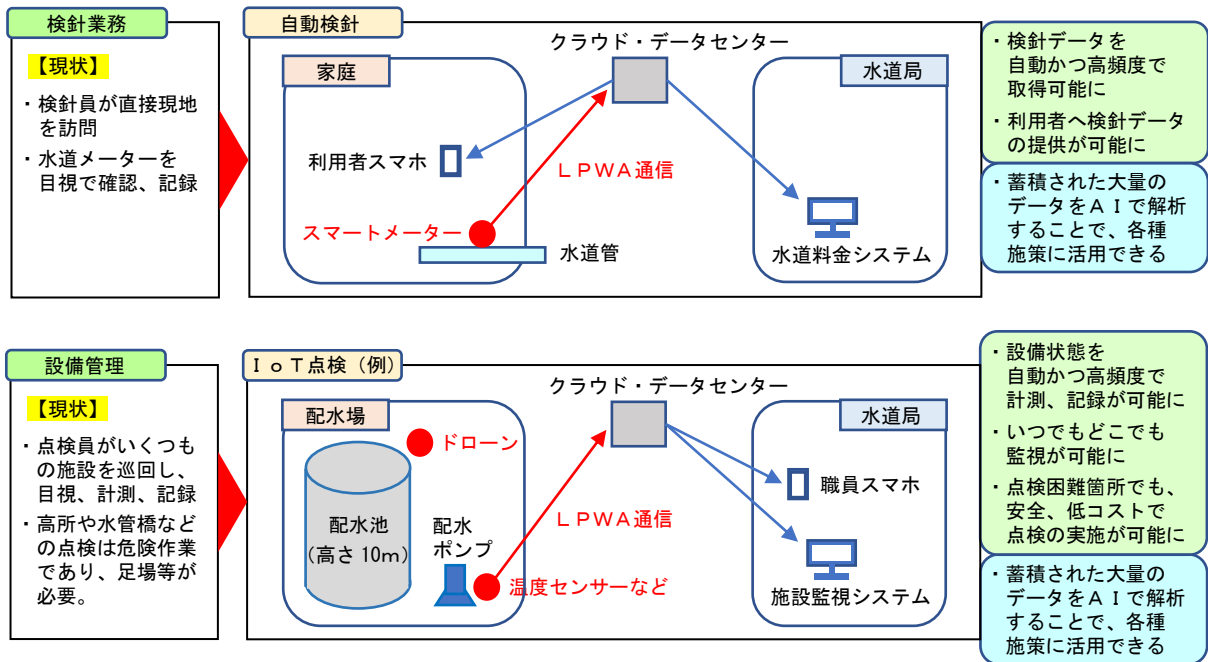 検針業務
【現状】
・検針員が直接現地
を訪問
・水道メーターを
目視で確認、記録
自動検針
クラウド・データセンター
家庭
利用者スマホ
ＬＰＷＡ通信
スマートメーター
水道管
水道局
水道料金システム
・検針データを
自動かつ高頻度で
取得可能に
・利用者へ検針データ
の提供が可能に
・蓄積された大量の
データをＡＩで解析
することで、各種
施策に活用できる
設備管理
【現状】
・点検員がいくつも
の施設を巡回し、
目視、計測、記録
・高所や水管橋など
の点検は危険作業
であり、足場等が
必要。
ＩｏＴ点検（例）
クラウド・データセンター
配水場
ドローン
配水池
（高さ10ｍ）
配水
ポンプ
ＬＰＷＡ通信
温度センサーなど
水道局
職員スマホ
施設監視システム
・設備状態を
自動かつ高頻度で
計測、記録が可能に
・いつでもどこでも
監視が可能に
・点検困難箇所でも、
安全、低コストで
点検の実施が可能に
・蓄積された大量の
データをＡＩで解析
することで、各種
施策に活用できる